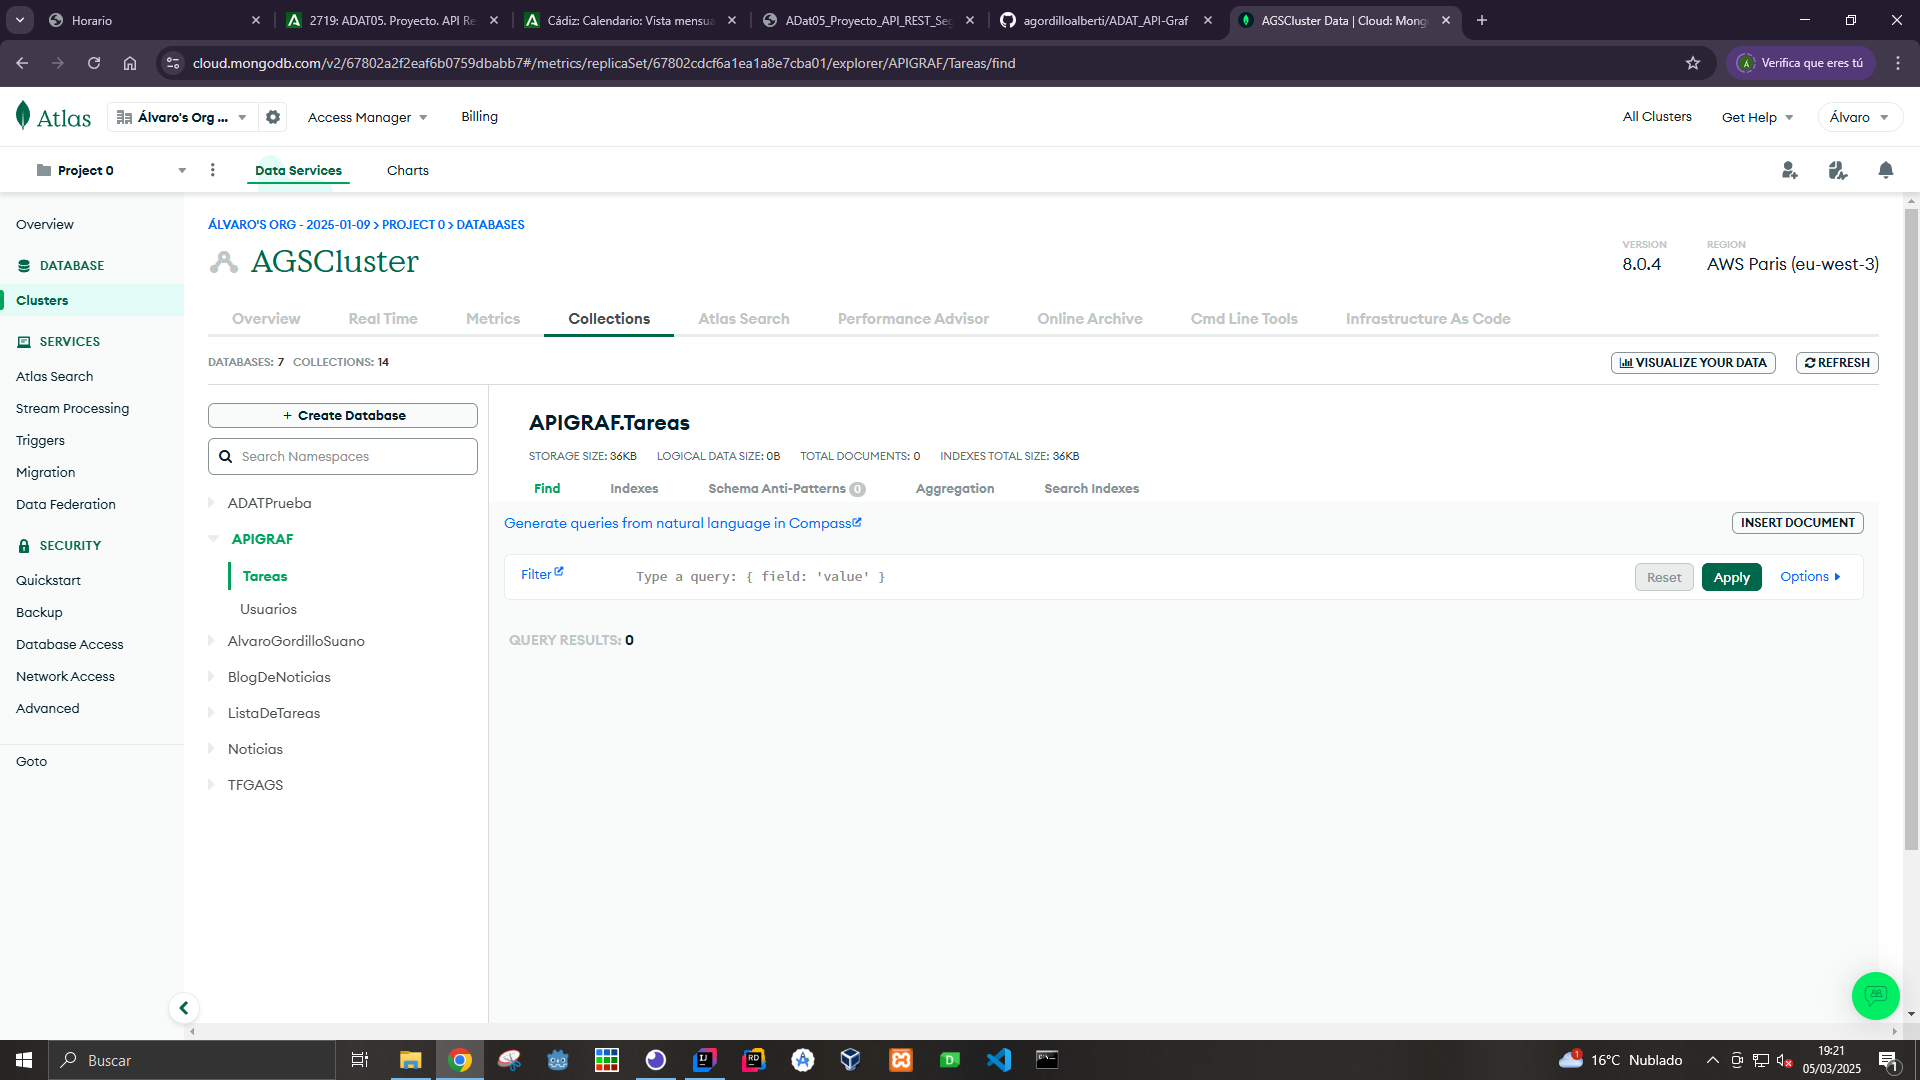 Horario
2719: ADAT05. Proyecto. API Re
Cádiz: Calendario: Vista mensua
ADat05_Proyecto_API_REST_Seg
agordilloalberti/ADAT_API-Graf
AGSCluster Data | Cloud: Mong
cloud.mongodb.com/v2/67802a2f2eaf6b0759dbabb7#/metrics/replicaSet/67802cdcf6a1ea1a8e7cba01/explorer/APIGRAF/Tareas/find
Verifica que eres tú
Atlas
Álvaro's Org ...
Access Manager
Billing
All Clusters
Get Help
Álvaro
Project 0
Data Services
Charts
Overview
DATABASE
Clusters
SERVICES
Atlas Search
Stream Processing
Triggers
Migration
Data Federation
SECURITY
Quickstart
Backup
Database Access
Network Access
Advanced
Goto
ÁLVARO'S ORG - 2025-01-09 > PROJECT 0 > DATABASES
AGSCluster
VERSION
8.0.4
REGION
AWS Paris (eu-west-3)
Overview
Real Time
Metrics
Collections
Atlas Search
Performance Advisor
Online Archive
Cmd Line Tools
Infrastructure As Code
DATABASES: 7 COLLECTIONS: 14
VISUALIZE YOUR DATA
REFRESH
+ Create Database
Search Namespaces
ADATPrueba
APIGRAF
Tareas
Usuarios
AlvaroGordilloSuano
BlogDeNoticias
ListaDeTareas
Noticias
TFGAGS
APIGRAF.Tareas
STORAGE SIZE: 36KB LOGICAL DATA SIZE: 0B TOTAL DOCUMENTS: 0 INDEXES TOTAL SIZE: 36KB
Find
Indexes
Schema Anti-Patterns 0
Aggregation
Search Indexes
Generate queries from natural language in Compass
INSERT DOCUMENT
Filter
Type a query: { field: 'value' }
Reset
Apply
Options
QUERY RESULTS: 0
Buscar
1
16°C Nublado
19:21
05/03/2025
1